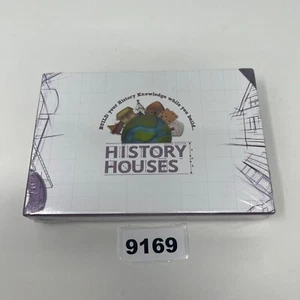 BUILD your History Knowledge while you build.
HISTORY
HOUSES
9169